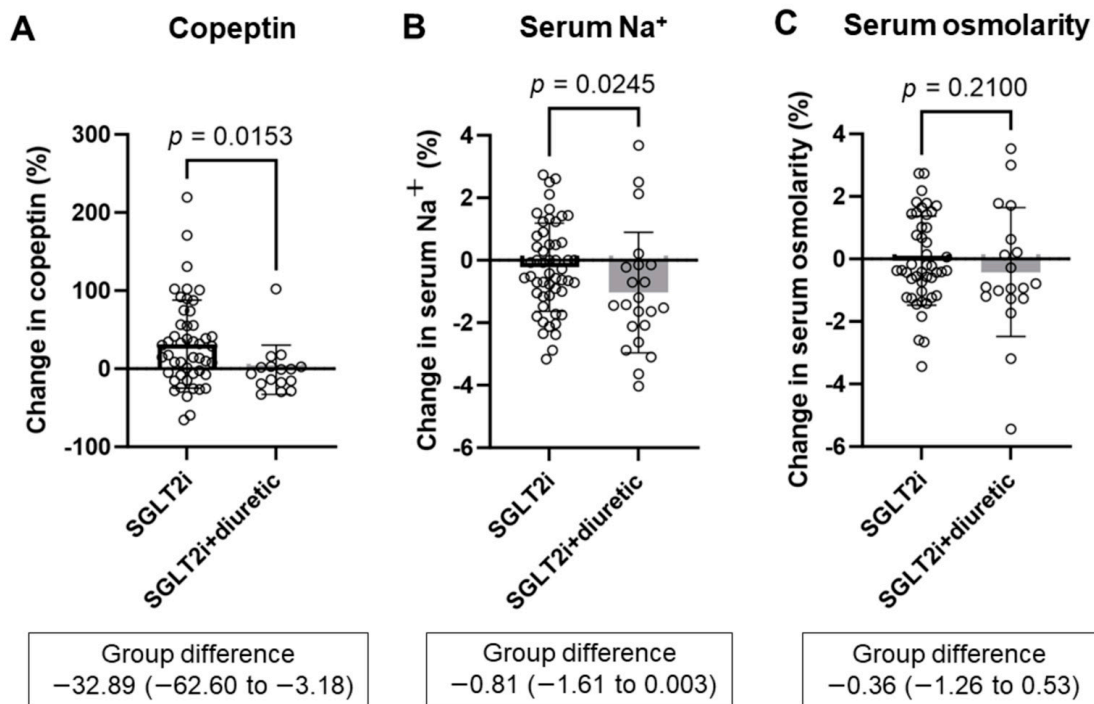 A
Copeptin
p = 0.0153
Change in copeptin (%)
300
200
100
0
-100
SGLT2i
SGLT2i+diuretic
Group difference
−32.89 (−62.60 to −3.18)
B
Serum Na⁺
p = 0.0245
Change in serum Na⁺ (%)
4
2
0
-2
-4
-6
SGLT2i
SGLT2i+diuretic
Group difference
−0.81 (−1.61 to 0.003)
C
Serum osmolarity
p = 0.2100
Change in serum osmolarity (%)
4
2
0
-2
-4
-6
SGLT2i
SGLT2i+diuretic
Group difference
−0.36 (−1.26 to 0.53)